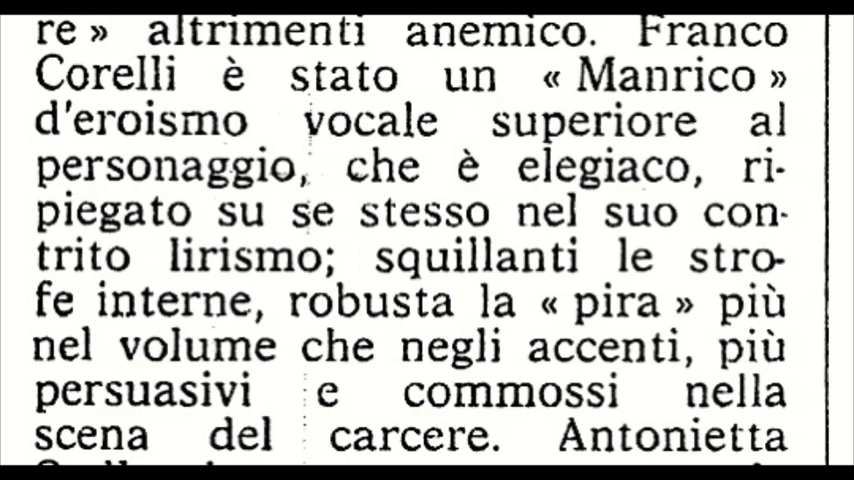 re» altrimenti anemico. Franco
Corelli è stato un «Manrico»
d'eroismo vocale superiore al
personaggio, che è elegiaco, ri-
piegato su se stesso nel suo con-
trito lirismo; squillanti le stro-
fe interne, robusta la «pira» più
nel volume che negli accenti, più
persuasivi e commossi nella
scena del carcere. Antonietta